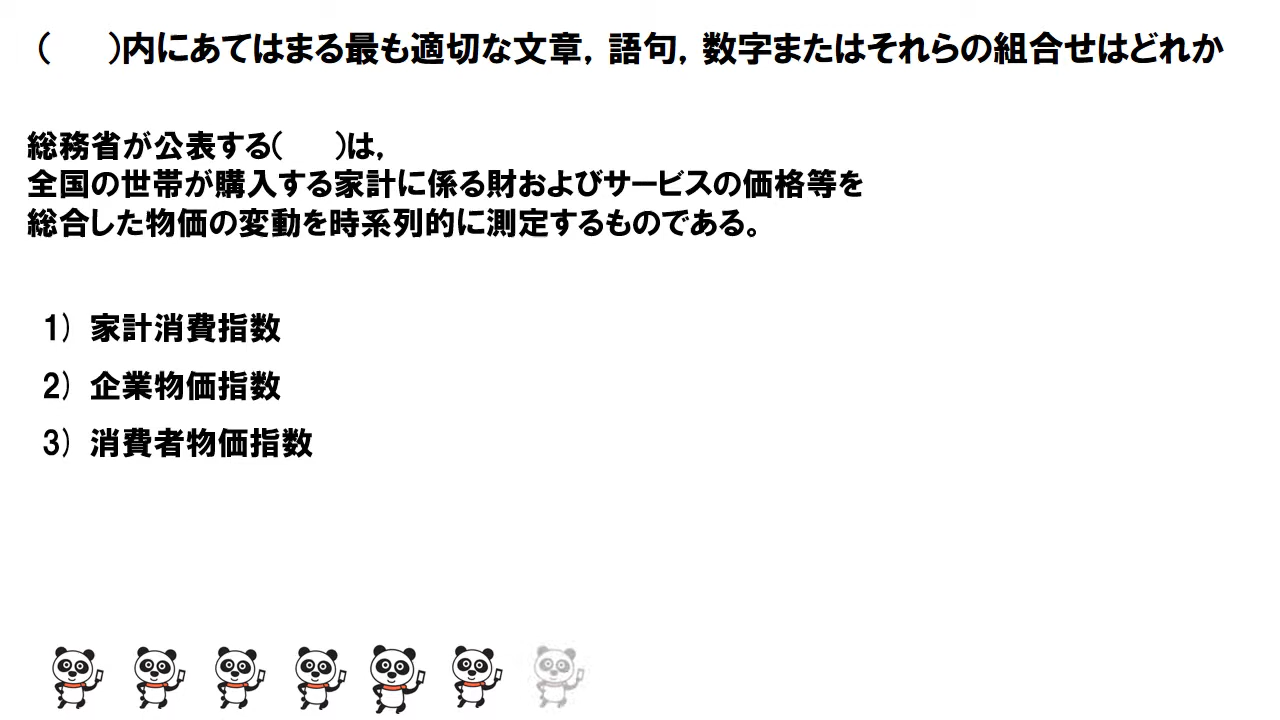 (　　)内にあてはまる最も適切な文章，語句，数字またはそれらの組合せはどれか
総務省が公表する(　　)は，
全国の世帯が購入する家計に係る財およびサービスの価格等を
総合した物価の変動を時系列的に測定するものである。
1) 家計消費指数
2) 企業物価指数
3) 消費者物価指数